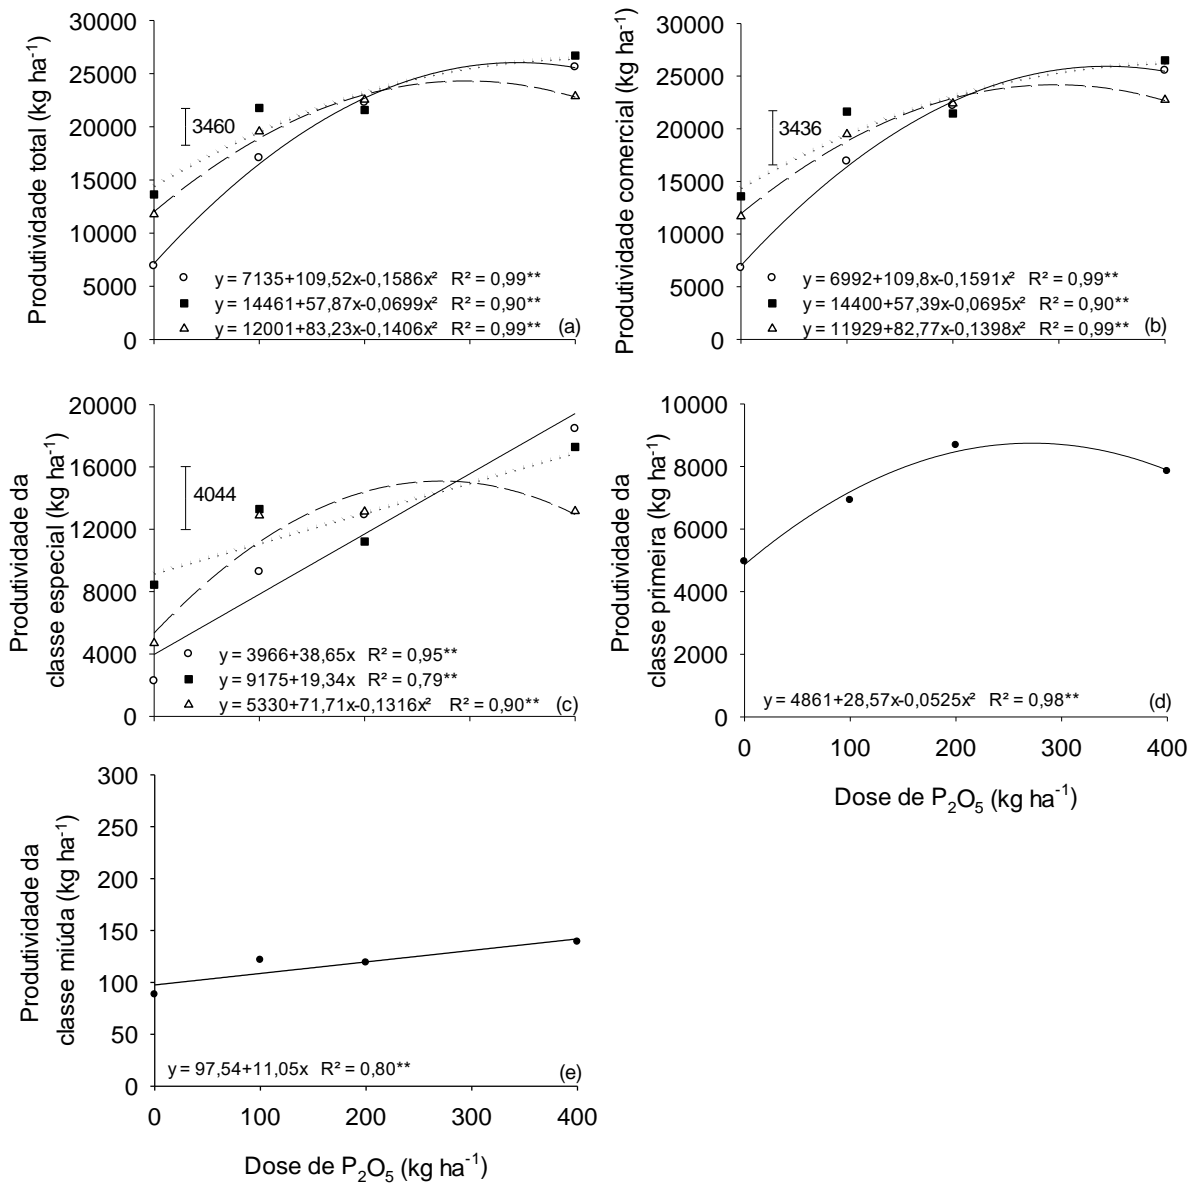 Produtividade total (kg ha⁻¹)
30000
25000
20000
15000
10000
5000
0
3460
y = 7135+109,52x-0,1586x² R² = 0,99**
y = 14461+57,87x-0,0699x² R² = 0,90**
y = 12001+83,23x-0,1406x² R² = 0,99**
(a)
Produtividade comercial (kg ha⁻¹)
30000
25000
20000
15000
10000
5000
0
3436
y = 6992+109,8x-0,1591x² R² = 0,99**
y = 14400+57,39x-0,0695x² R² = 0,90**
y = 11929+82,77x-0,1398x² R² = 0,99**
(b)
Produtividade da
classe especial (kg ha⁻¹)
20000
16000
12000
8000
4000
0
4044
y = 3966+38,65x R² = 0,95**
y = 9175+19,34x R² = 0,79**
y = 5330+71,71x-0,1316x² R² = 0,90**
(c)
Produtividade da
classe primeira (kg ha⁻¹)
10000
8000
6000
4000
2000
0
y = 4861+28,57x-0,0525x² R² = 0,98**
(d)
0 100 200 300 400
Dose de P₂O₅ (kg ha⁻¹)
Produtividade da
classe miúda (kg ha⁻¹)
300
250
200
150
100
50
0
y = 97,54+11,05x R² = 0,80**
(e)
0 100 200 300 400
Dose de P₂O₅ (kg ha⁻¹)